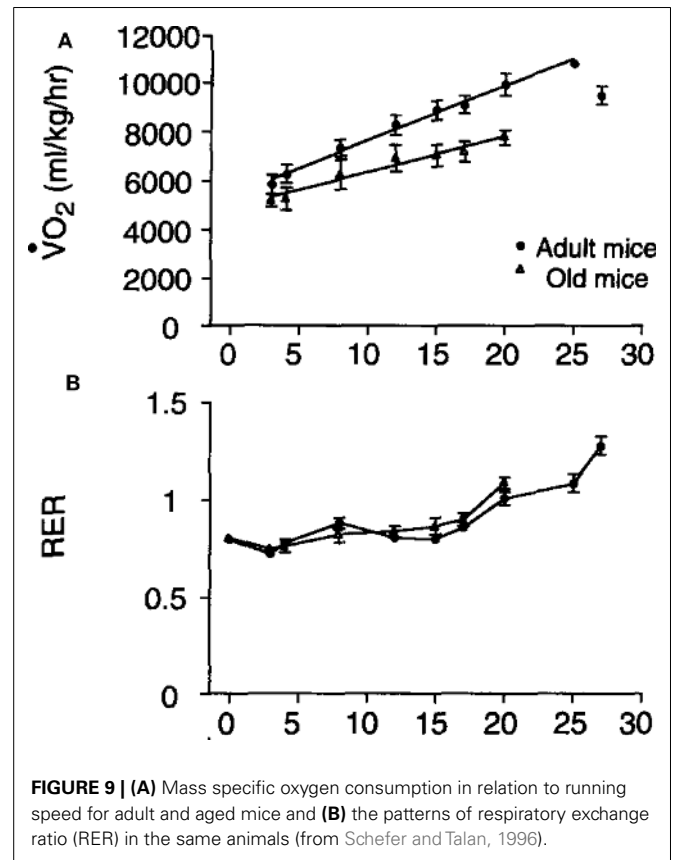 A
12000
10000
8000
6000
4000
2000
0
V̇O2 (ml/kg/hr)
Adult mice
Old mice
0 5 10 15 20 25 30
B
1.5
1
0.5
0
RER
0 5 10 15 20 25 30
FIGURE 9 | (A) Mass specific oxygen consumption in relation to running
speed for adult and aged mice and (B) the patterns of respiratory exchange
ratio (RER) in the same animals (from Schefer and Talan, 1996).